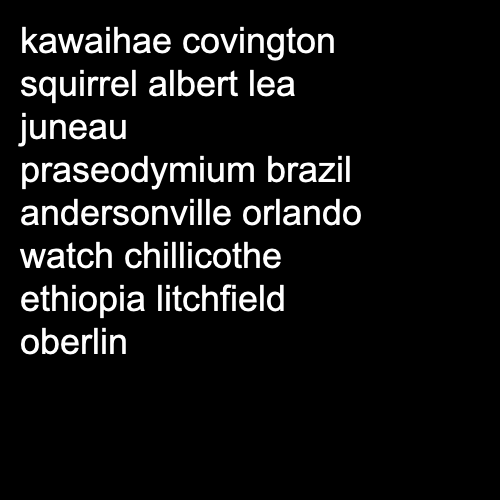 kawaihae covington
squirrel albert lea
juneau
praseodymium brazil
andersonville orlando
watch chillicothe
ethiopia litchfield
oberlin